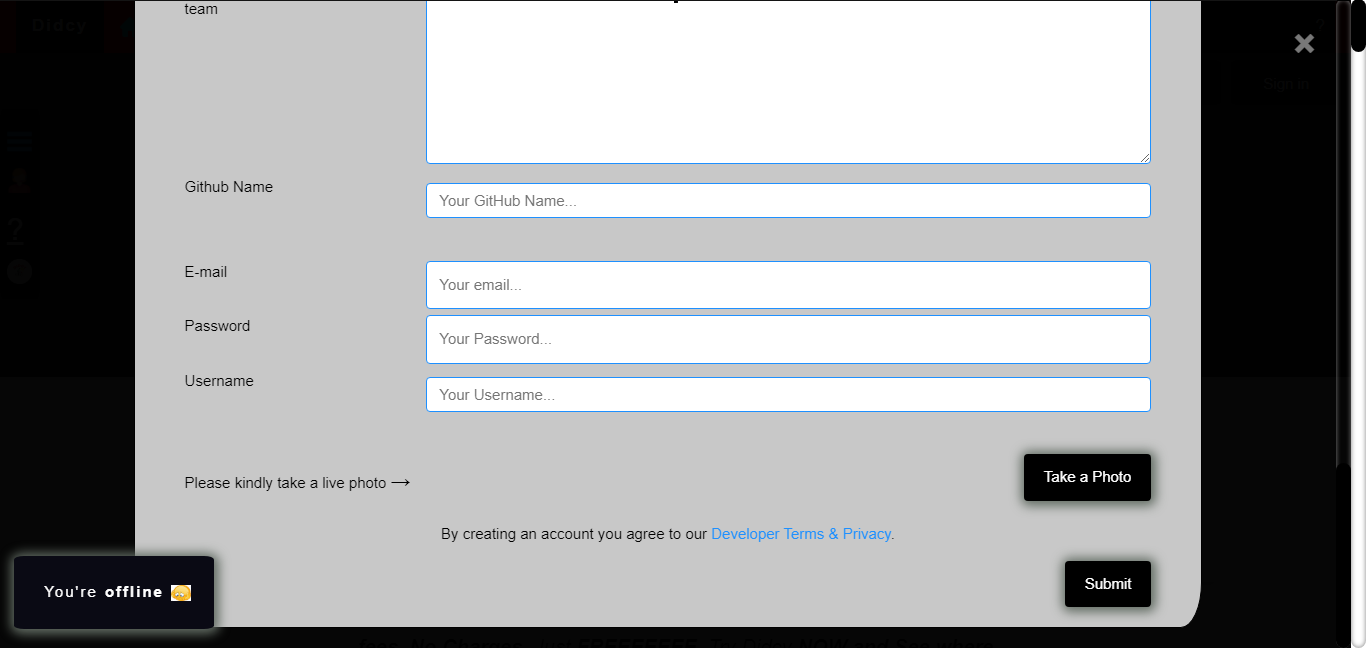 Didcy
team
Sign in
Github Name
Your GitHub Name...
?
E-mail
Your email...
Password
Your Password...
Username
Your Username...
Please kindly take a live photo →
Take a Photo
By creating an account you agree to our Developer Terms & Privacy.
You're offline
Submit